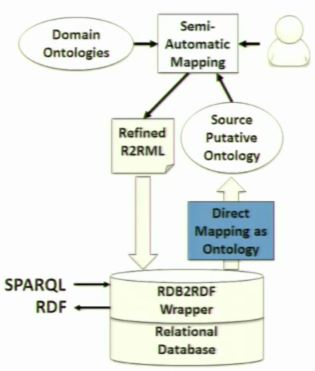 Domain
Ontologies
Semi-
Automatic
Mapping
Refined
R2RML
Source
Putative
Ontology
Direct
Mapping as
Ontology
SPARQL
RDF
RDB2RDF
Wrapper
Relational
Database